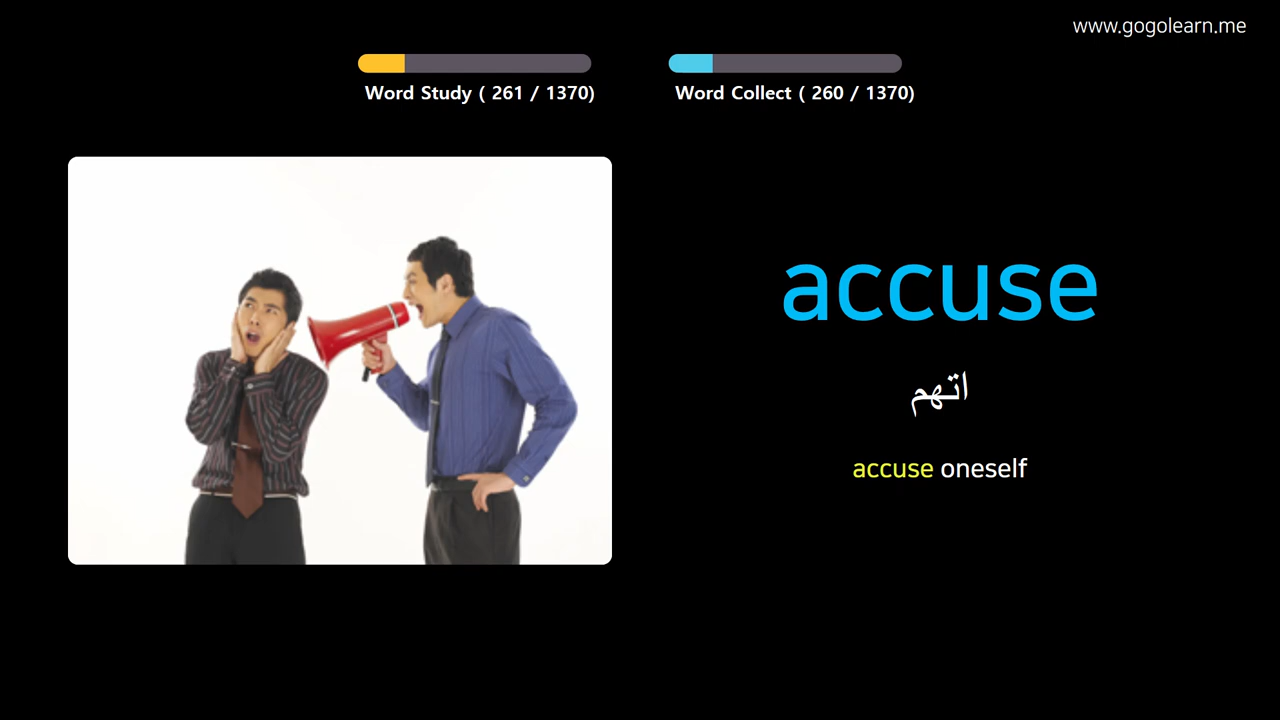 www.gogolearn.me
Word Study ( 261 / 1370)
Word Collect ( 260 / 1370)
accuse
اتهم
accuse oneself